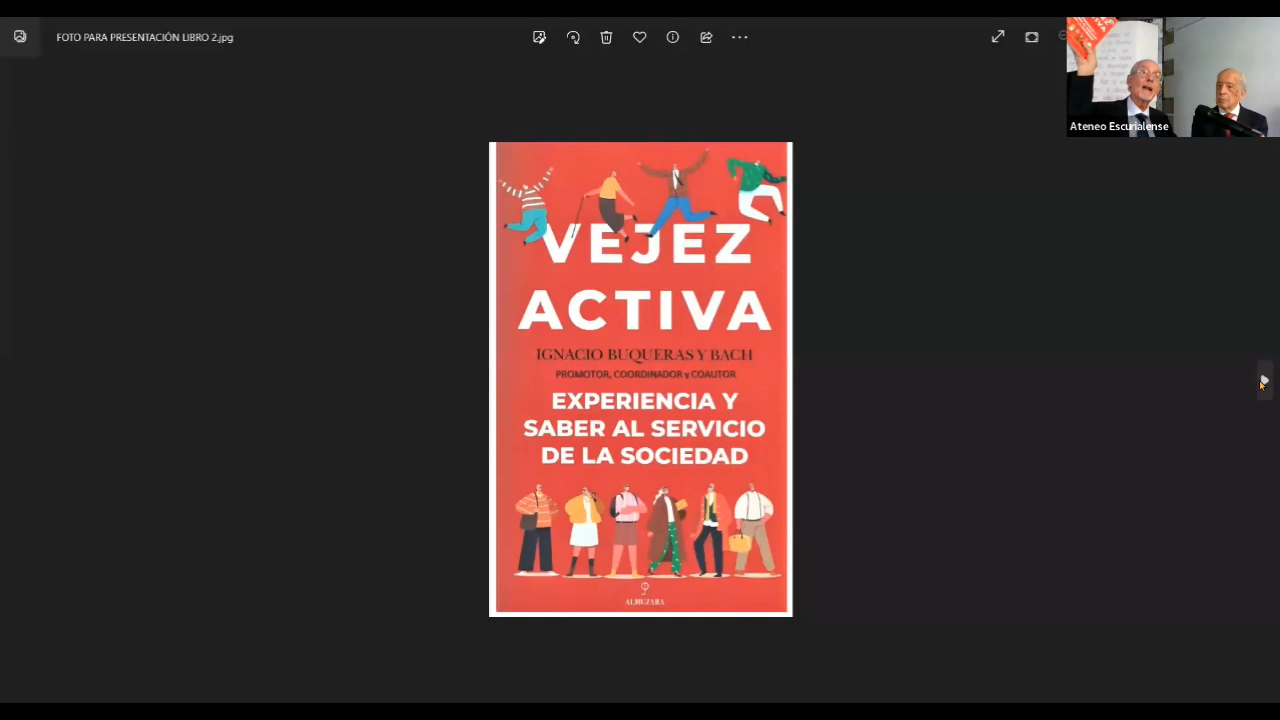 FOTO PARA PRESENTACIÓN LIBRO 2.jpg
Ateneo Escurialense
VEJEZ
ACTIVA
IGNACIO BUQUERAS Y BACH
PROMOTOR, COORDINADOR y COAUTOR
EXPERIENCIA Y
SABER AL SERVICIO
DE LA SOCIEDAD
ALMUZARA